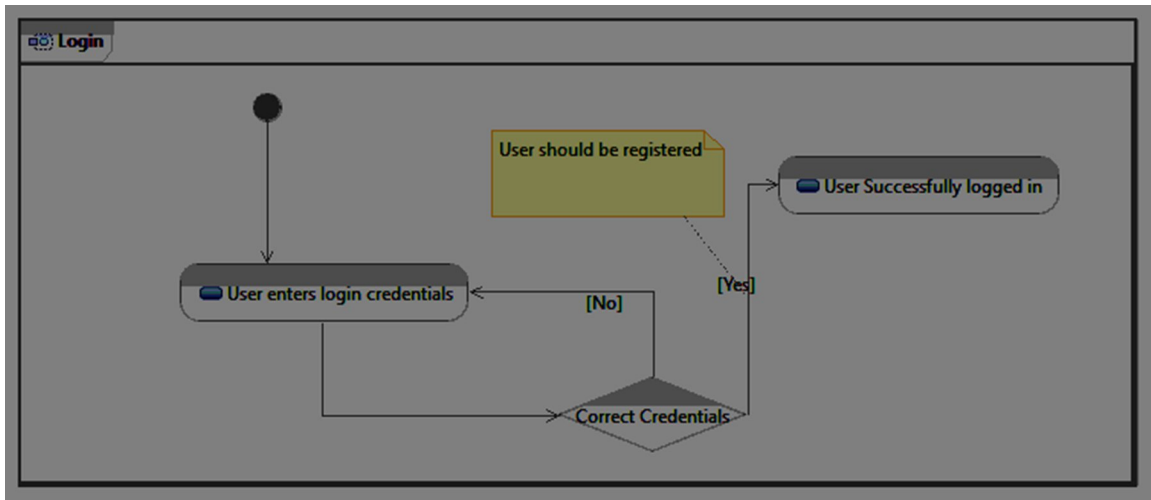 Login
User should be registered
User Successfully logged in
[Yes]
User enters login credentials
[No]
Correct Credentials